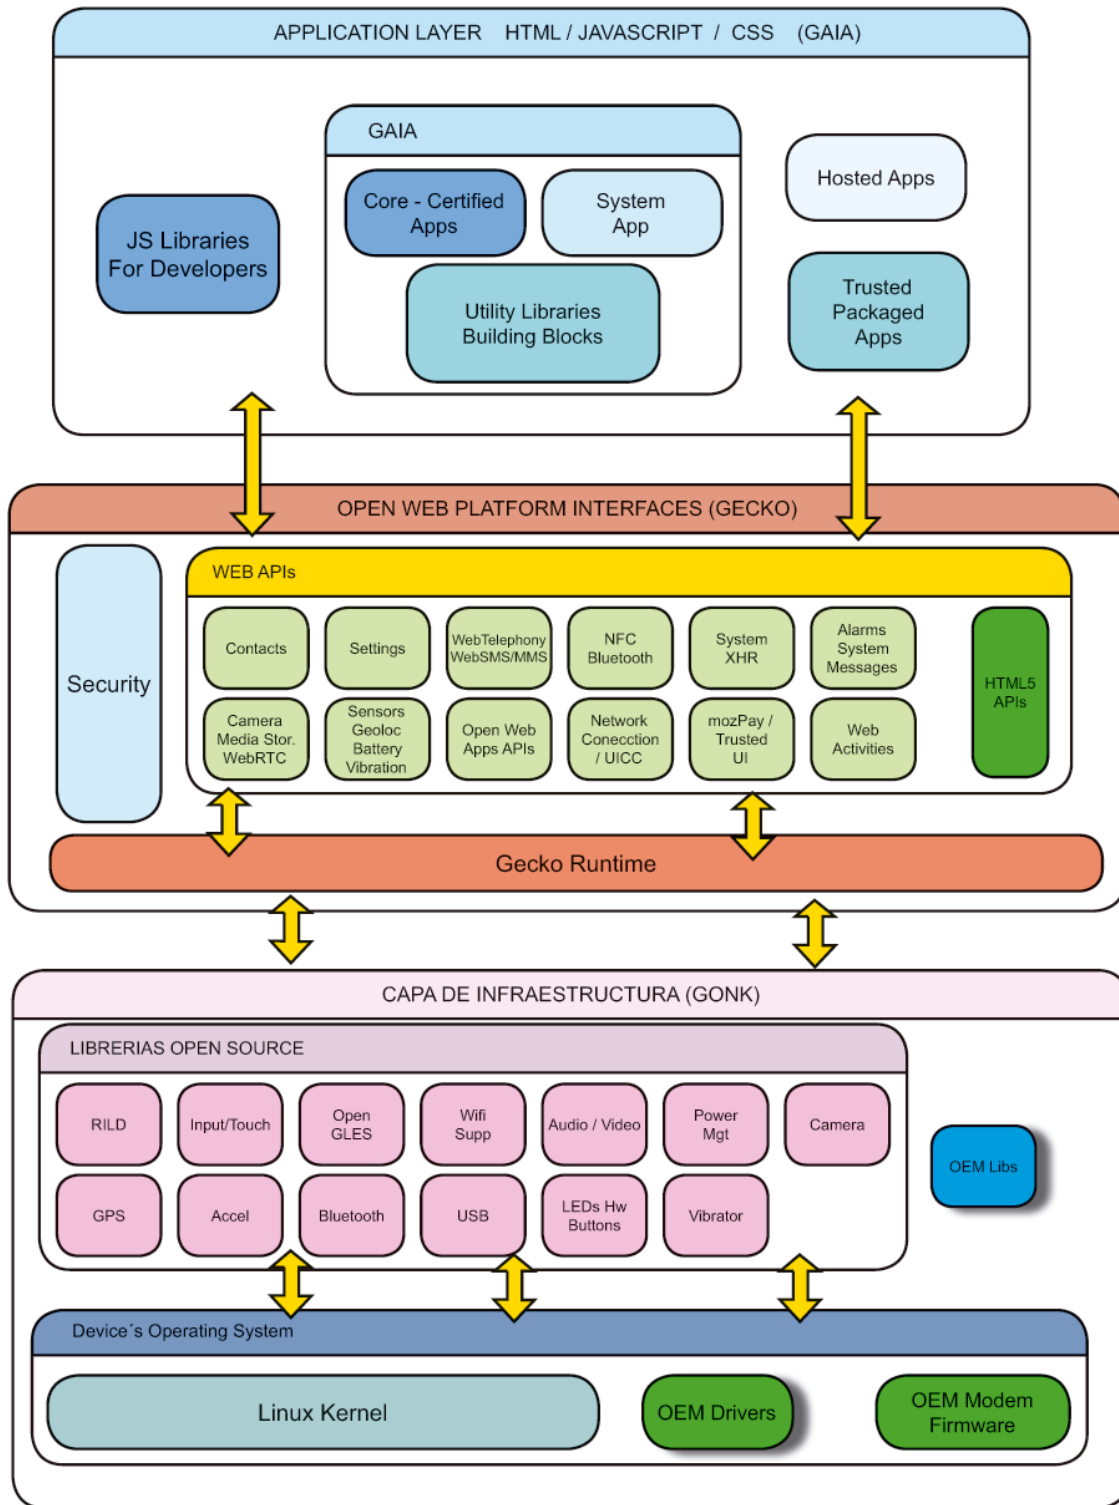 APPLICATION LAYER HTML / JAVASCRIPT / CSS (GAIA)
GAIA
Core - Certified
Apps
System
App
Utility Libraries
Building Blocks
JS Libraries
For Developers
Hosted Apps
Trusted
Packaged
Apps
OPEN WEB PLATFORM INTERFACES (GECKO)
Security
WEB APIs
Contacts
Settings
WebTelephony
WebSMS/MMS
NFC
Bluetooth
System
XHR
Alarms
System
Messages
Camera
Media Stor.
WebRTC
Sensors
Geoloc
Battery
Vibration
Open Web
Apps APIs
Network
Conecction
/ UICC
mozPay /
Trusted
UI
Web
Activities
HTML5
APIs
Gecko Runtime
CAPA DE INFRAESTRUCTURA (GONK)
LIBRERIAS OPEN SOURCE
RILD
Input/Touch
Open
GLES
Wifi
Supp
Audio / Video
Power
Mgt
Camera
GPS
Accel
Bluetooth
USB
LEDs Hw
Buttons
Vibrator
OEM Libs
Device´s Operating System
Linux Kernel
OEM Drivers
OEM Modem
Firmware